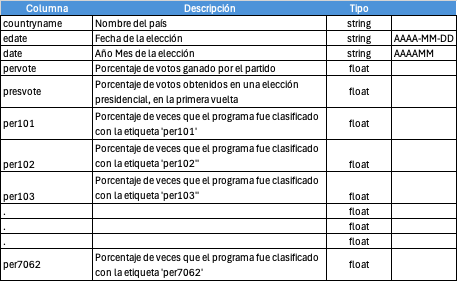 Columna Descripción Tipo
countryname Nombre del país string
edate Fecha de la elección string AAAA-MM-DD
date Año Mes de la elección string AAAAMM
pervote Porcentaje de votos ganado por el partido float
presvote Porcentaje de votos obtenidos en una elección
presidencial, en la primera vuelta float
per101 Porcentaje de veces que el programa fue clasificado
con la etiqueta 'per101' float
per102 Porcentaje de veces que el programa fue clasificado
con la etiqueta 'per102'' float
per103 Porcentaje de veces que el programa fue clasificado
con la etiqueta 'per103'' float
. float
. float
. float
per7062 Porcentaje de veces que el programa fue clasificado
con la etiqueta 'per7062' float